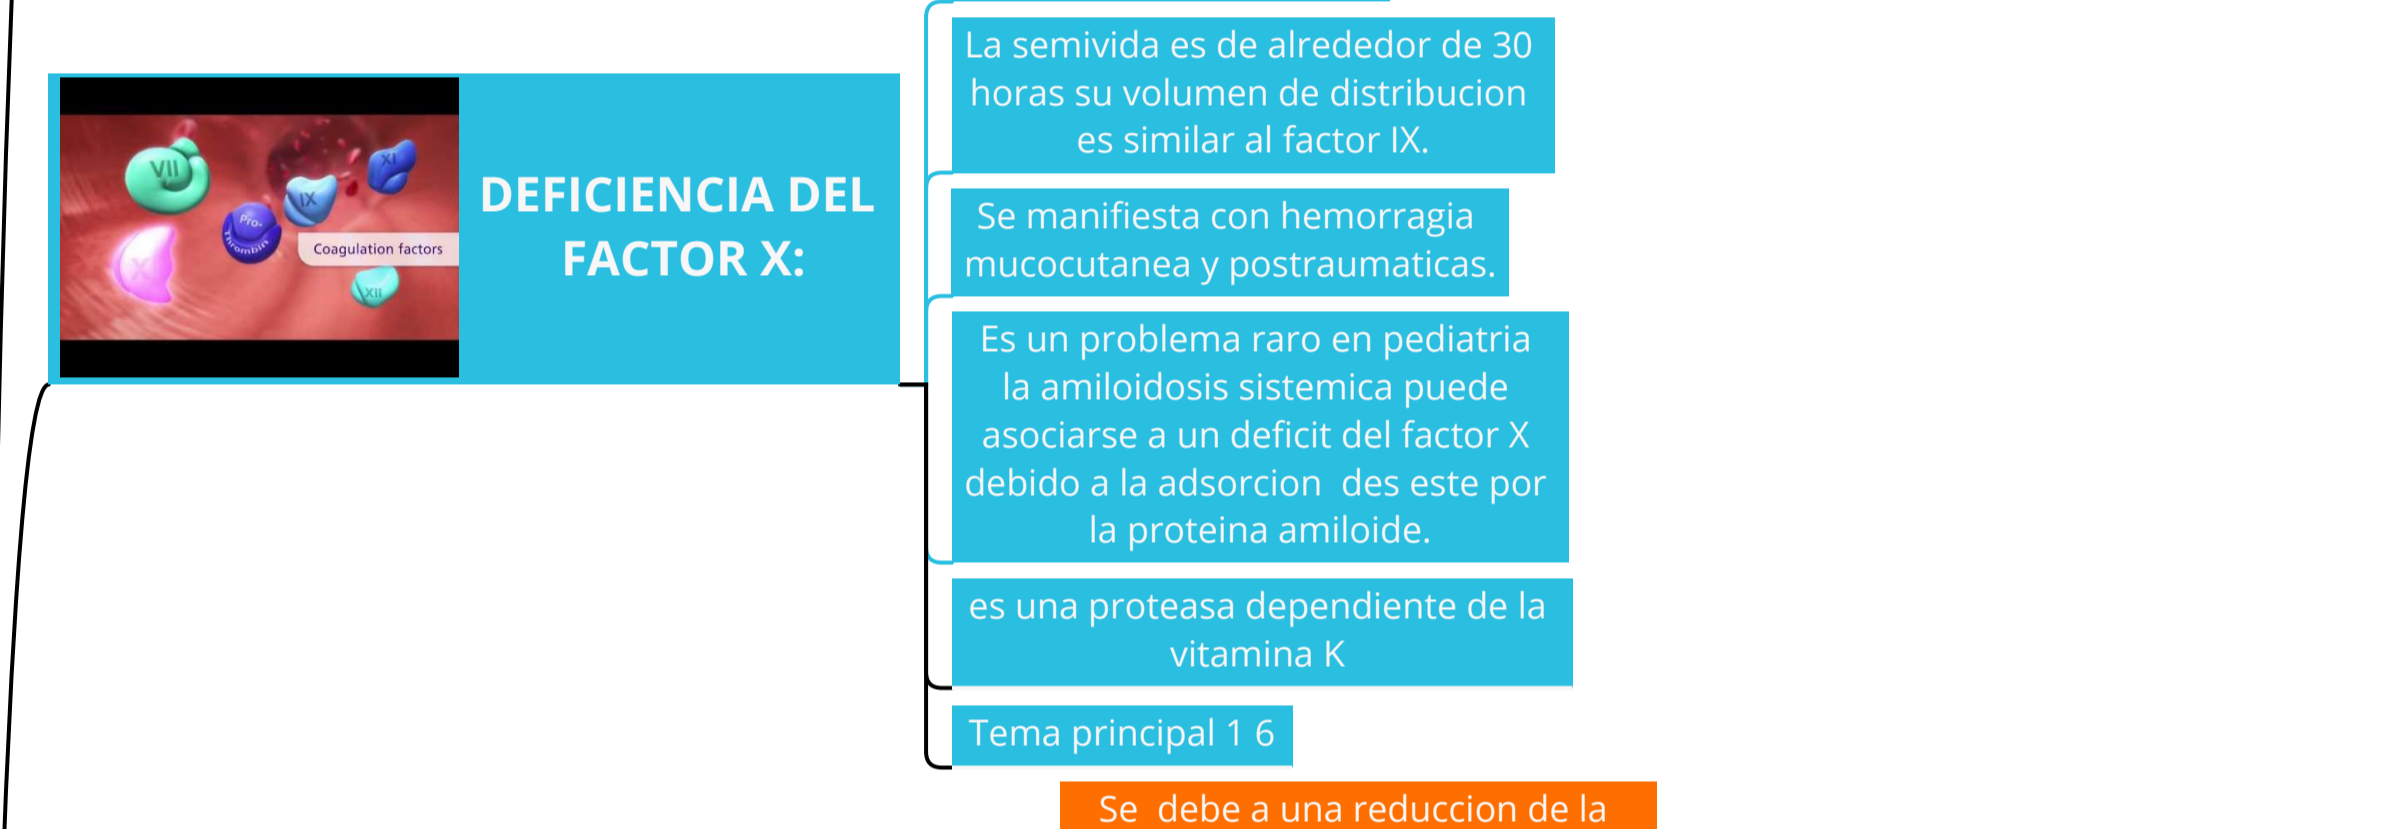 La semivida es de alrededor de 30
horas su volumen de distribucion
es similar al factor IX.
VII
XI
IX
Pro-
Thrombin
Coagulation factors
X
XII
DEFICIENCIA DEL
FACTOR X:
Se manifiesta con hemorragia
mucocutanea y postraumaticas.
Es un problema raro en pediatria
la amiloidosis sistemica puede
asociarse a un deficit del factor X
debido a la adsorcion  des este por
la proteina amiloide.
es una proteasa dependiente de la
vitamina K
Tema principal 1 6
Se  debe a una reduccion de la